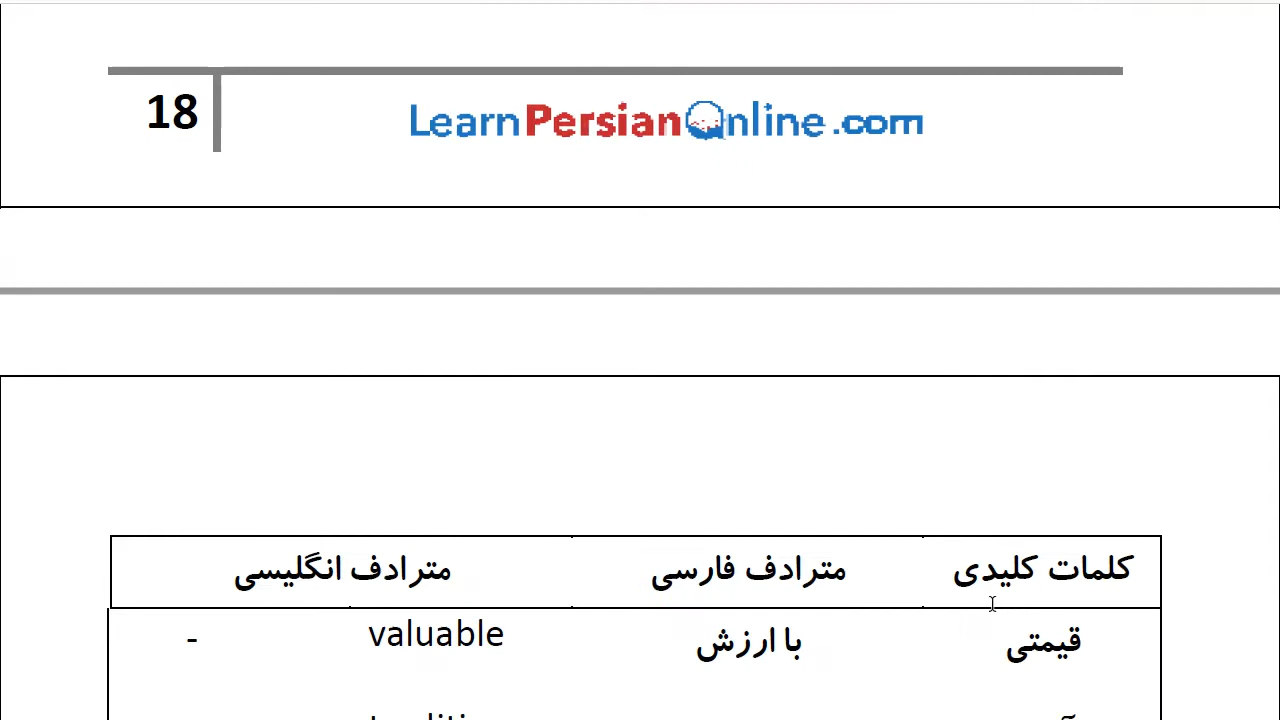 18
LearnPersianOnline.com
کلمات کلیدی مترادف فارسی مترادف انگلیسی
قیمتی با ارزش valuable -